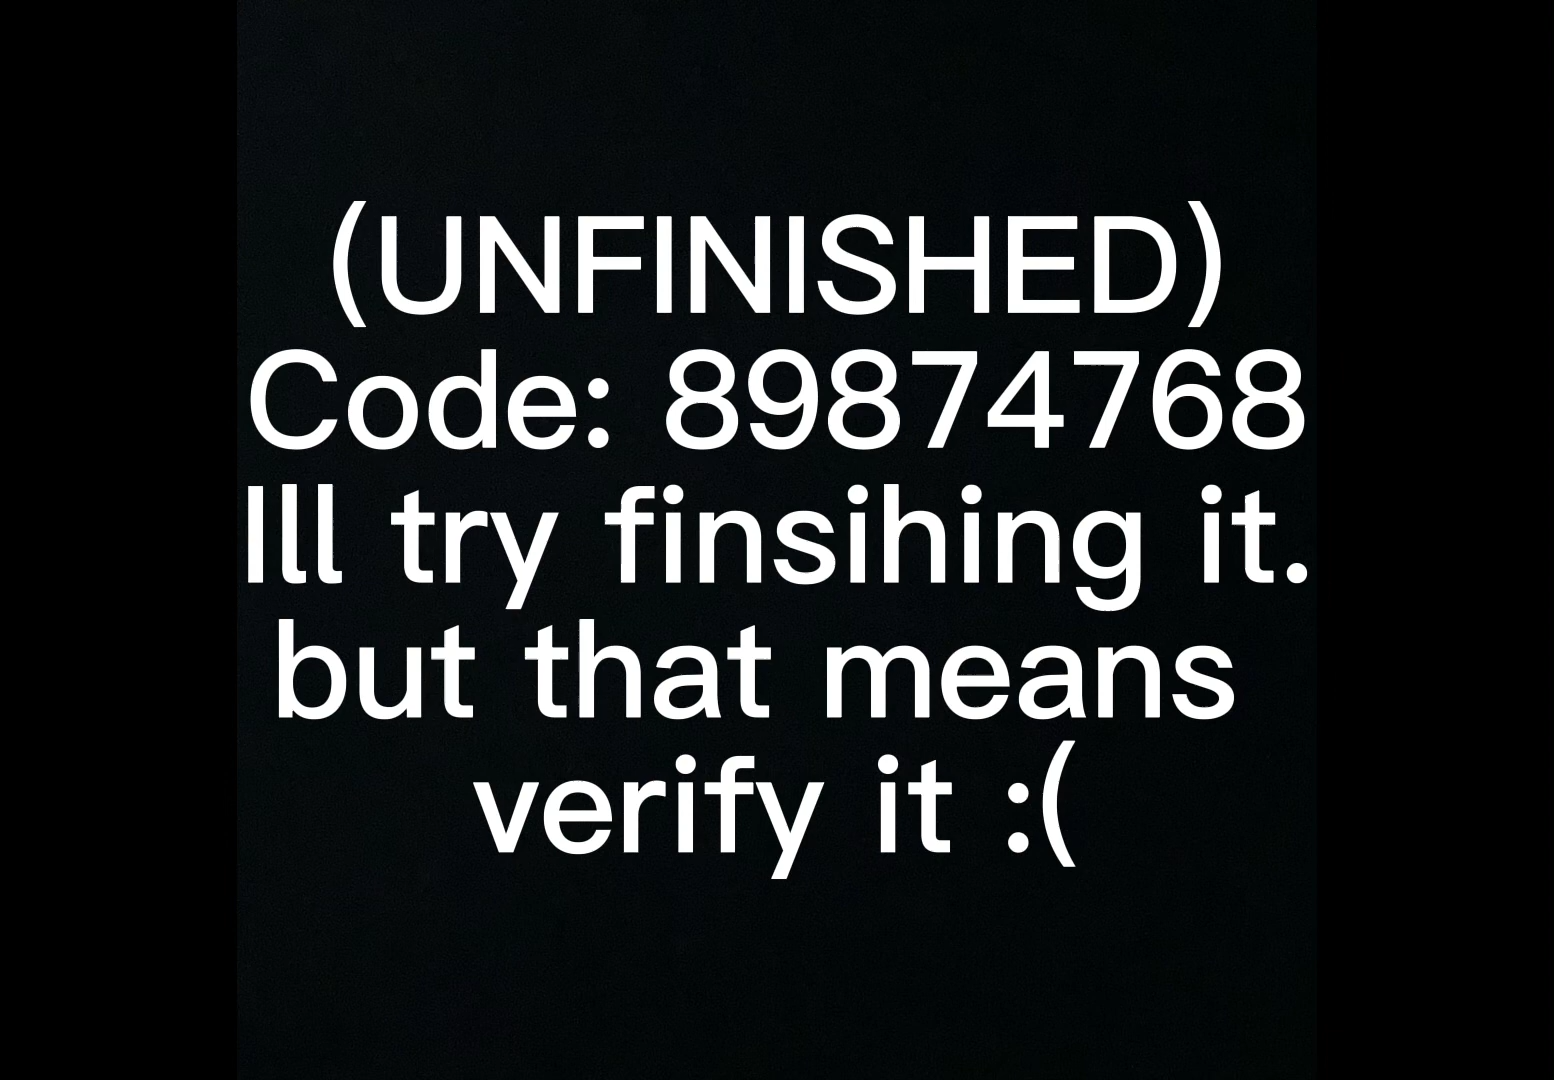 (UNFINISHED)
Code: 89874768
Ill try finsihing it.
but that means
verify it :(